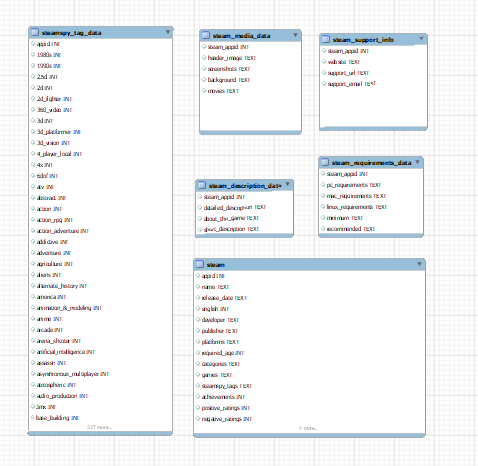 steamspy_tag_data
appid INT
1980s INT
1990s INT
2.5d INT
2d INT
2d_fighter INT
360_video INT
3d INT
3d_platformer INT
3d_vision INT
4_player_local INT
4x INT
6dof INT
atv INT
abstract INT
action INT
action_rpg INT
action_adventure INT
addictive INT
adventure INT
agriculture INT
aliens INT
alternate_history INT
america INT
animation_&_modeling INT
anime INT
arcade INT
arena_shooter INT
artificial_intelligence INT
assassin INT
asynchronous_multiplayer INT
atmospheric INT
audio_production INT
bmx INT
base_building INT
337 more...
steam_media_data
steam_appid INT
header_image TEXT
screenshots TEXT
background TEXT
movies TEXT
steam_support_info
steam_appid INT
website TEXT
support_url TEXT
support_email TEXT
steam_description_data
steam_appid INT
detailed_description TEXT
about_the_game TEXT
short_description TEXT
steam_requirements_data
steam_appid INT
pc_requirements TEXT
mac_requirements TEXT
linux_requirements TEXT
minimum TEXT
recommended TEXT
steam
appid INT
name TEXT
release_date TEXT
english INT
developer TEXT
publisher TEXT
platforms TEXT
required_age INT
categories TEXT
genres TEXT
steamspy_tags TEXT
achievements INT
positive_ratings INT
negative_ratings INT
4 more...